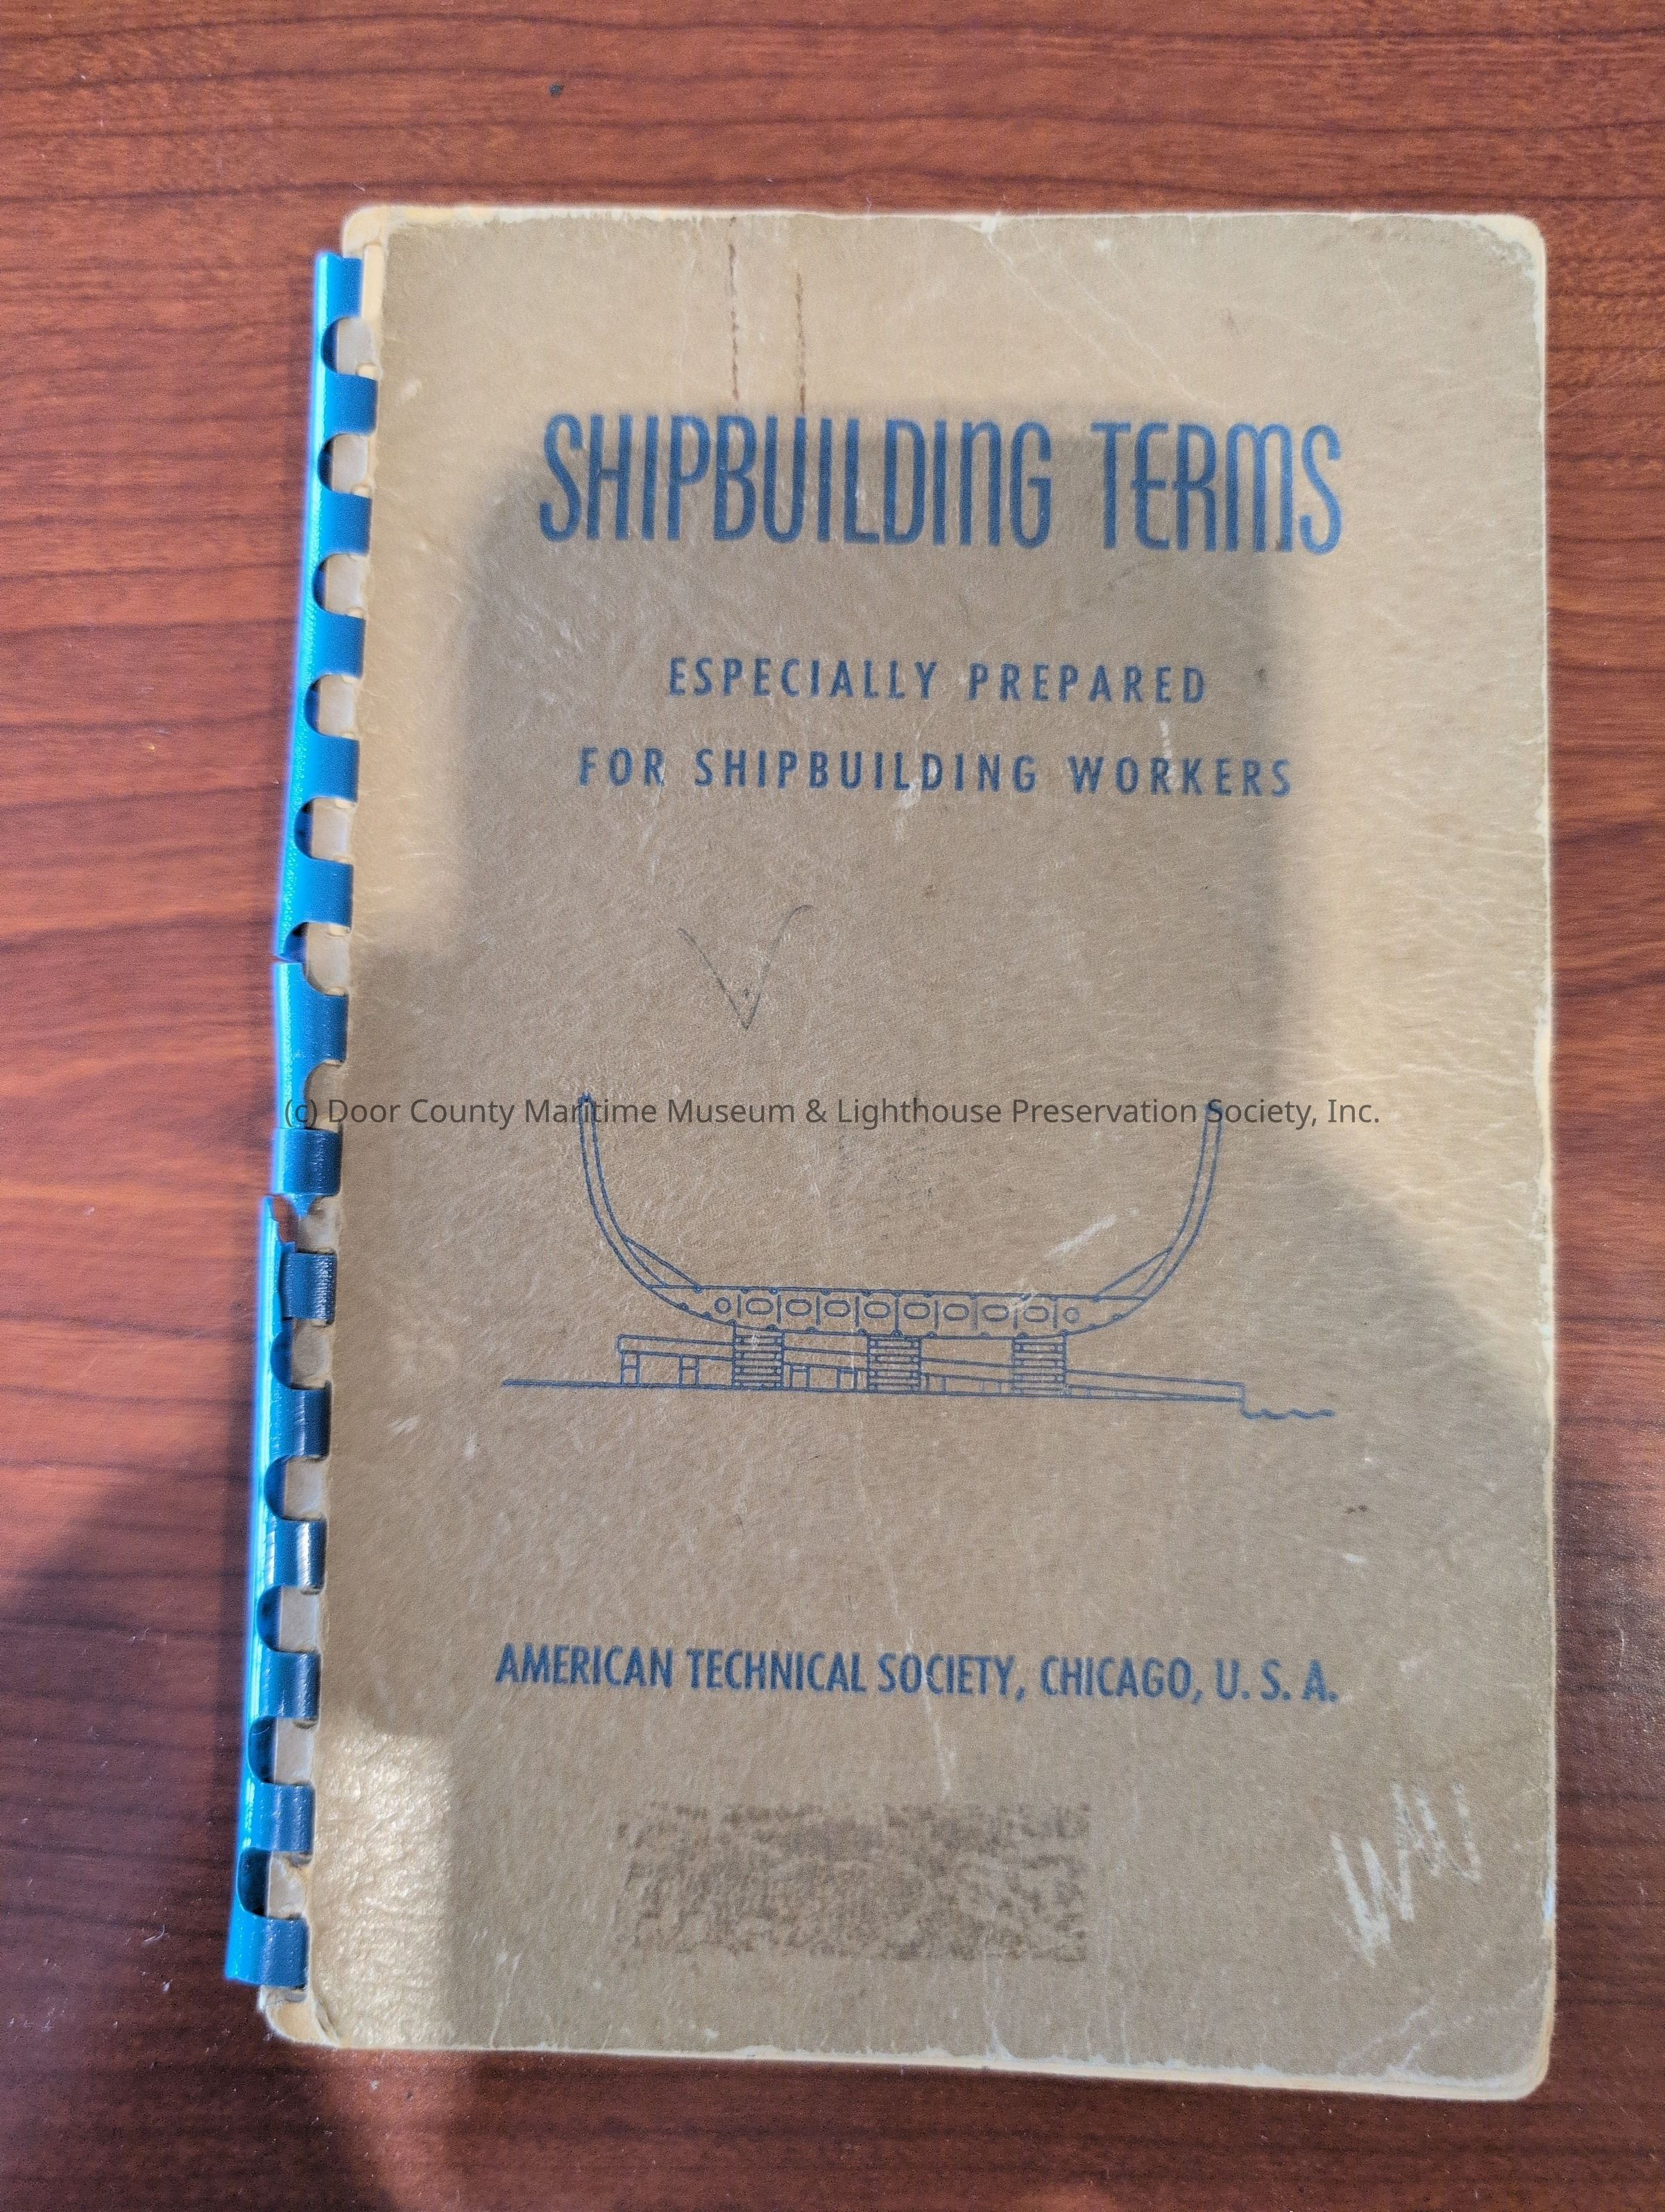 SHIPBUILDING TERMS
ESPECIALLY PREPARED
FOR SHIPBUILDING WORKERS
(c) Door County Maritime Museum & Lighthouse Preservation Society, Inc.
AMERICAN TECHNICAL SOCIETY, CHICAGO, U. S. A.